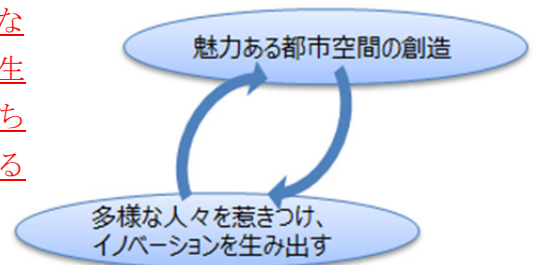 な
生
ち
る
魅力ある都市空間の創造
多様な人々を惹きつけ、
イノベーションを生み出す